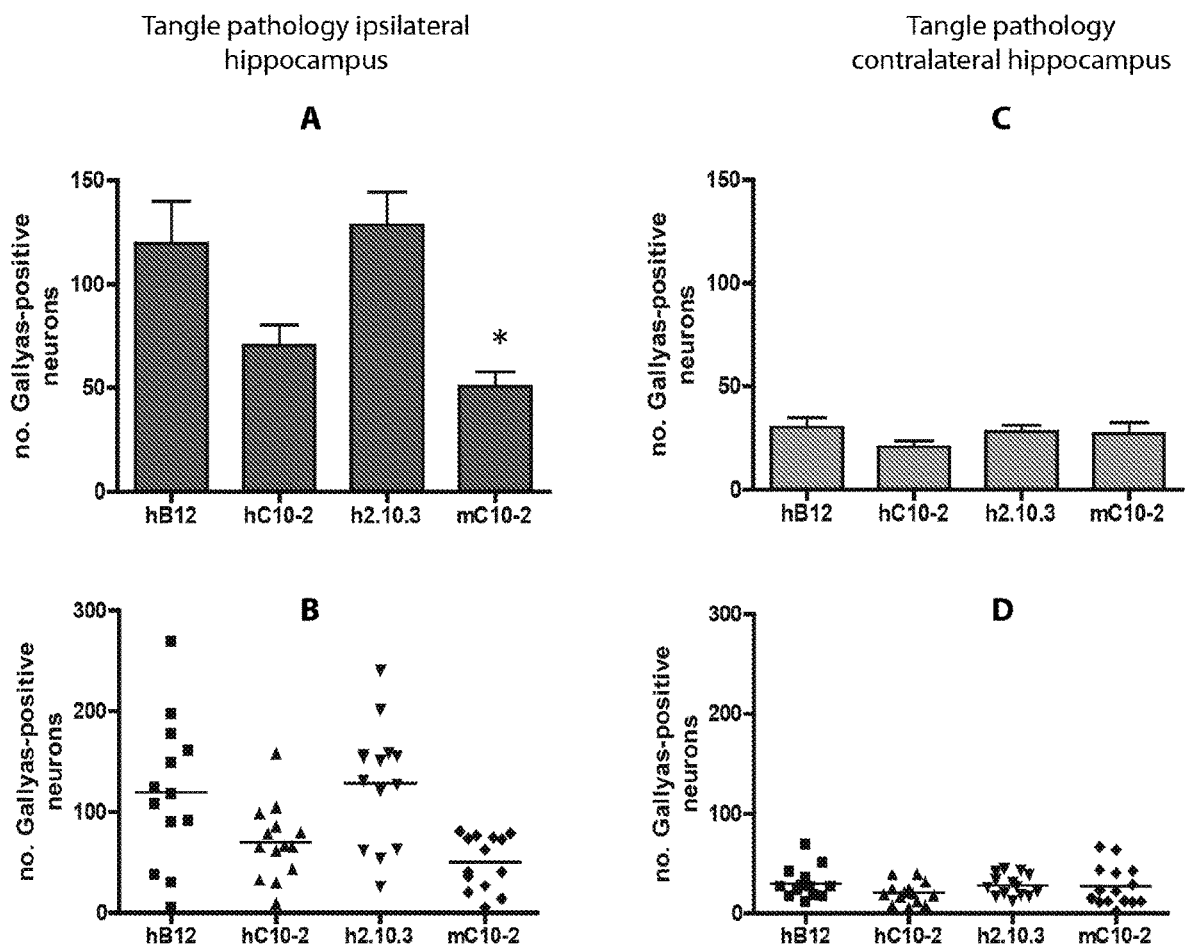 Tangle pathology ipsilateral
hippocampus
Tangle pathology
contralateral hippocampus
A
150
100
50
0
no. Gallyas-positive
neurons
*
hB12 hC10-2 h2.10.3 mC10-2
C
150
100
50
0
no. Gallyas-positive
neurons
hB12 hC10-2 h2.10.3 mC10-2
B
300
200
100
0
no. Gallyas-positive
neurons
hB12 hC10-2 h2.10.3 mC10-2
D
300
200
100
0
no. Gallyas-positive
neurons
hB12 hC10-2 h2.10.3 mC10-2